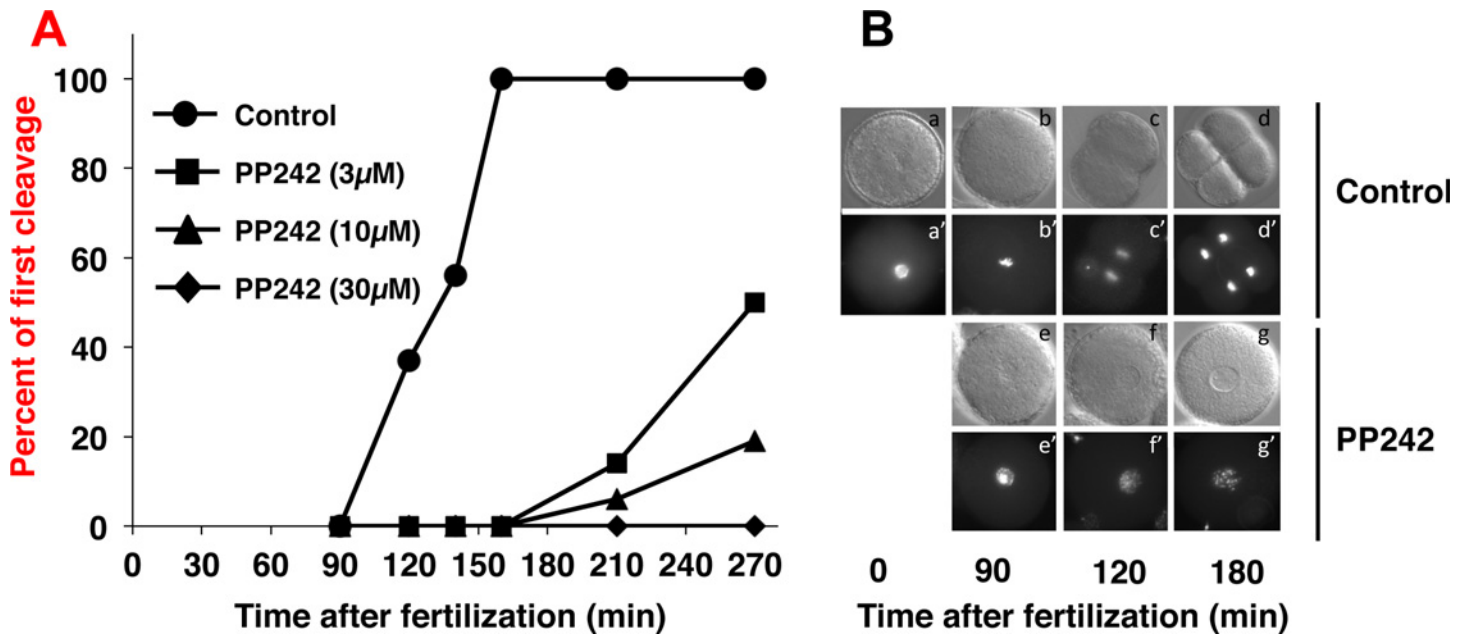 A
Percent of first cleavage
100
80
60
40
20
0
Control
PP242 (3µM)
PP242 (10µM)
PP242 (30µM)
0 30 60 90 120 150 180 210 240 270
Time after fertilization (min)
B
a b c d
a’ b’ c’ d’
Control
e f g
e’ f’ g’
PP242
0 90 120 180
Time after fertilization (min)